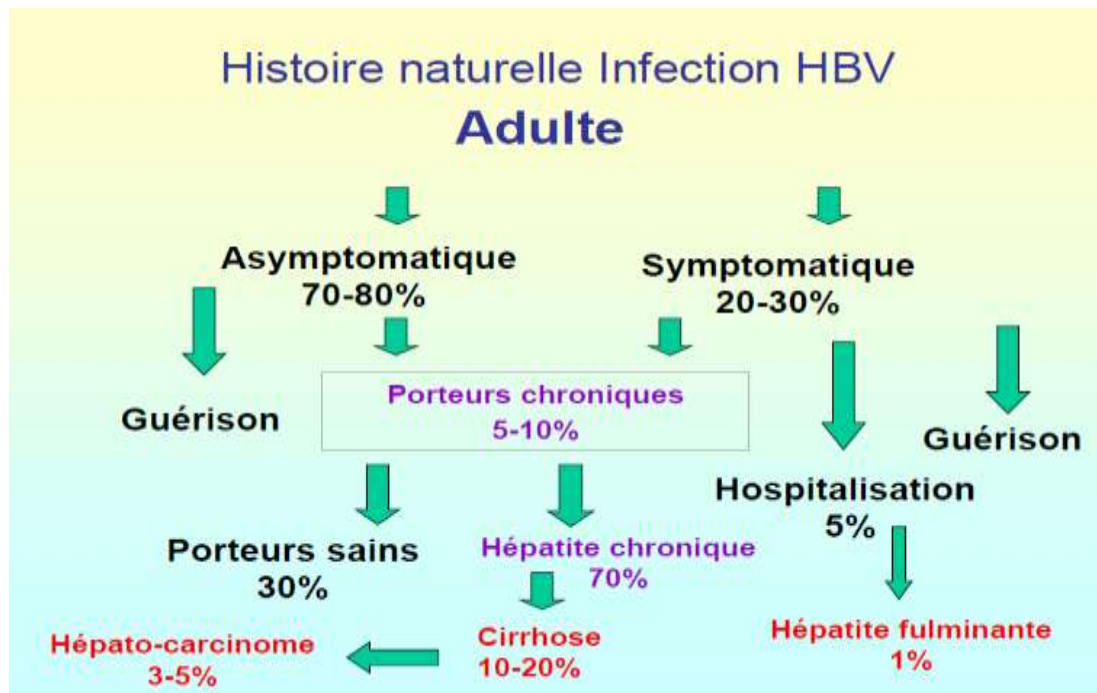 Histoire naturelle Infection HBV
Adulte
Asymptomatique
70-80%
Symptomatique
20-30%
Guérison
Porteurs chroniques
5-10%
Guérison
Hospitalisation
5%
Porteurs sains
30%
Hépatite chronique
70%
Hépato-carcinome
3-5%
Cirrhose
10-20%
Hépatite fulminante
1%